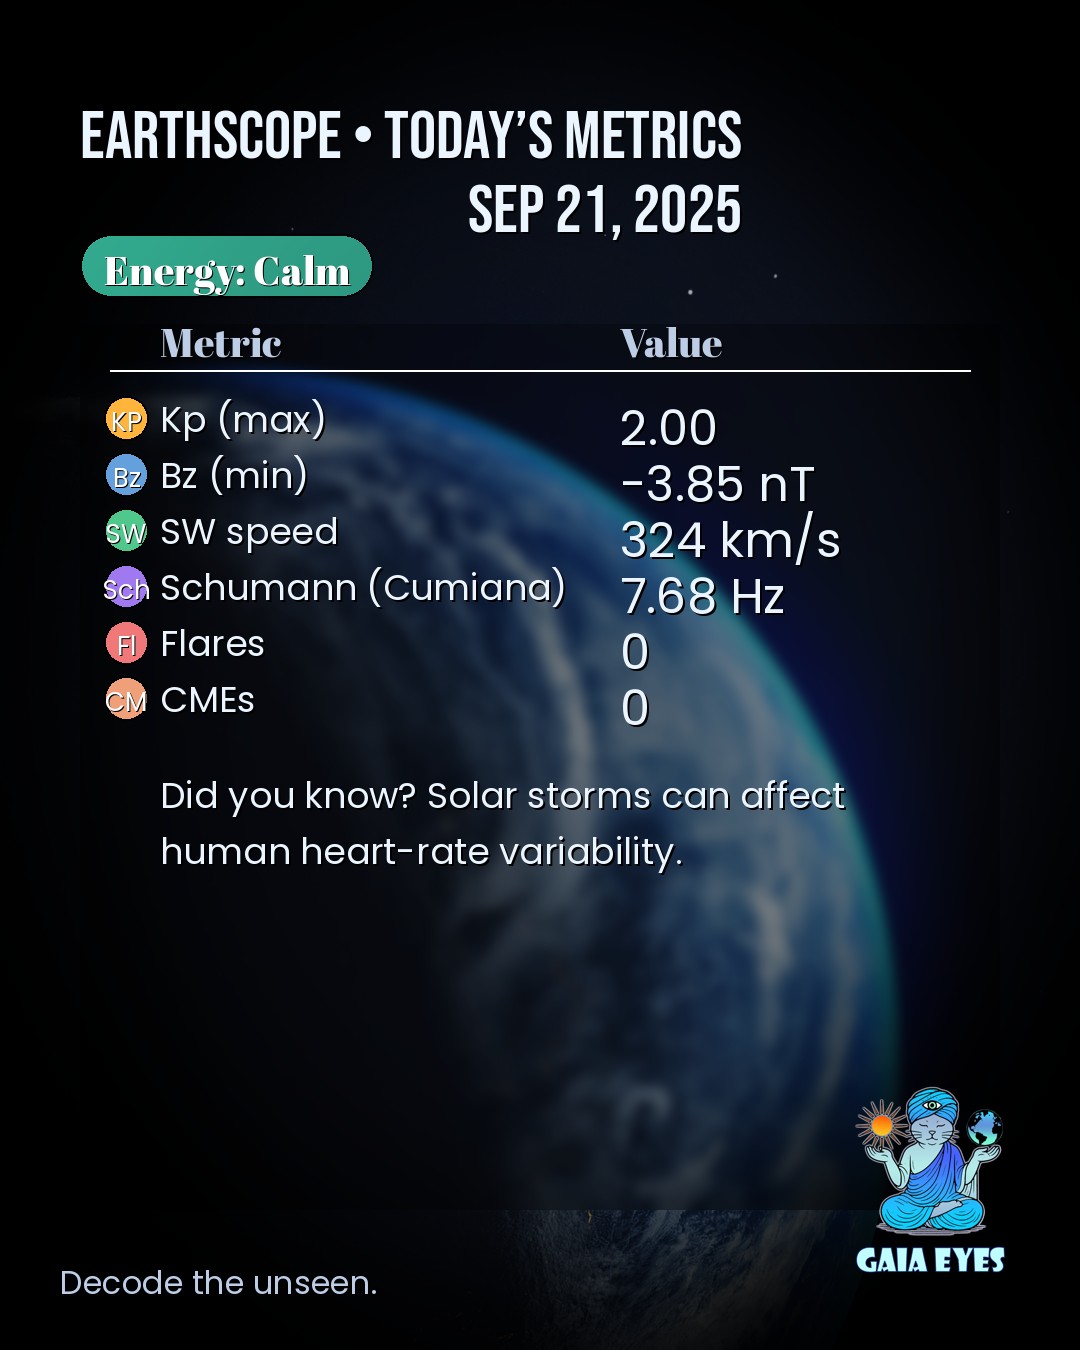 EARTHSCOPE • TODAY’S METRICS
SEP 21, 2025
Energy: Calm
Metric Value
KP Kp (max) 2.00
Bz Bz (min) −3.85 nT
SW SW speed 324 km/s
Sch Schumann (Cumiana) 7.68 Hz
Fl Flares 0
CM CMEs 0
Did you know? Solar storms can affect
human heart-rate variability.
GAIA EYES
Decode the unseen.